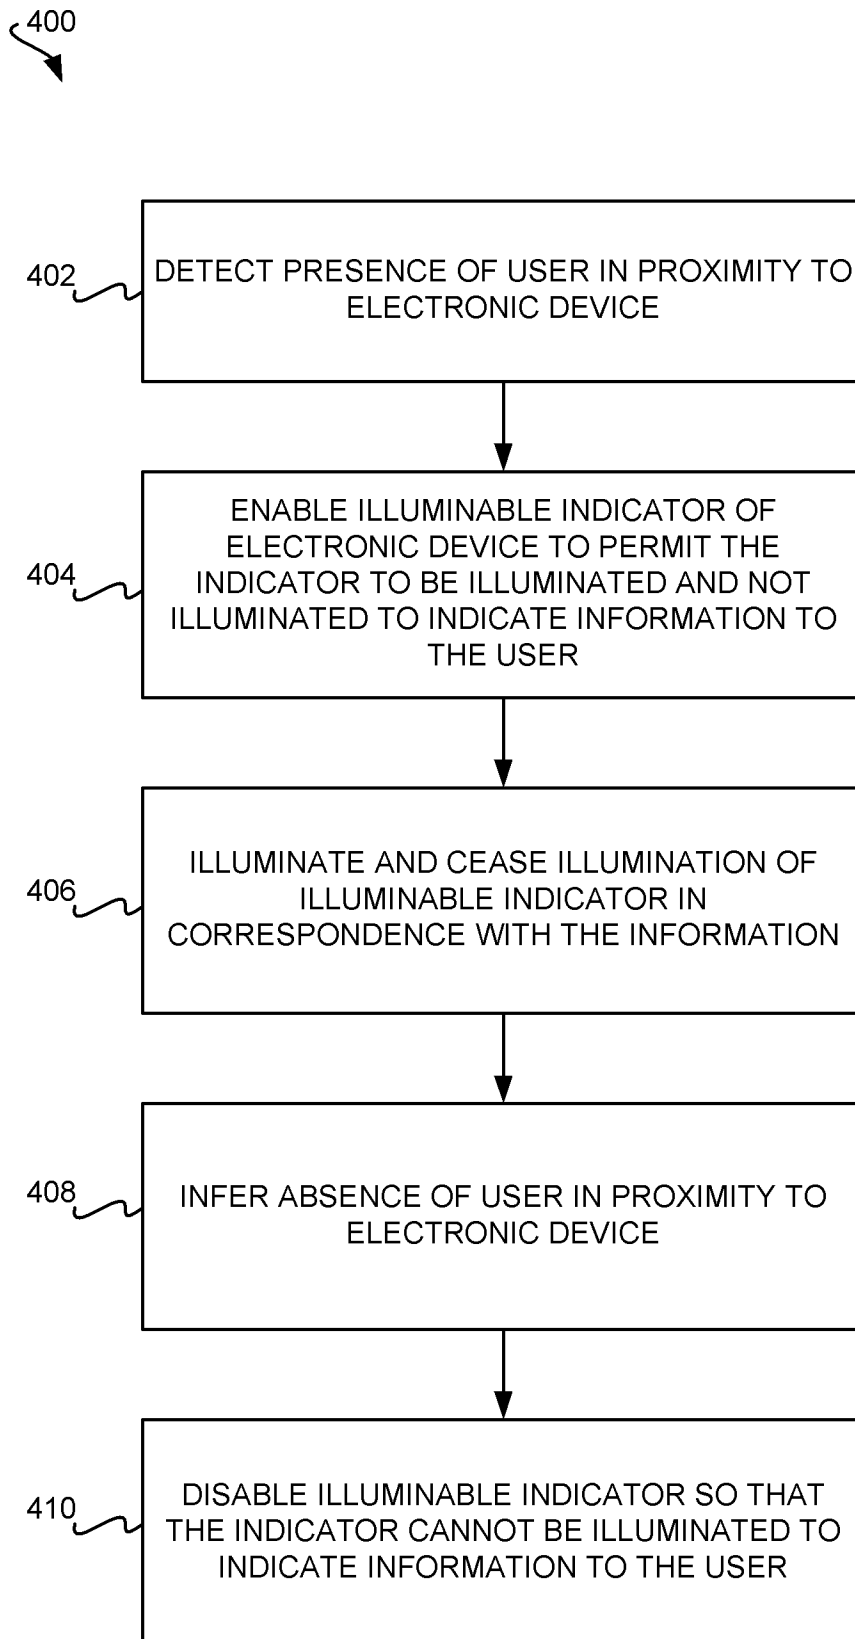 400
402
DETECT PRESENCE OF USER IN PROXIMITY TO
ELECTRONIC DEVICE
404
ENABLE ILLUMINABLE INDICATOR OF
ELECTRONIC DEVICE TO PERMIT THE
INDICATOR TO BE ILLUMINATED AND NOT
ILLUMINATED TO INDICATE INFORMATION TO
THE USER
406
ILLUMINATE AND CEASE ILLUMINATION OF
ILLUMINABLE INDICATOR IN
CORRESPONDENCE WITH THE INFORMATION
408
INFER ABSENCE OF USER IN PROXIMITY TO
ELECTRONIC DEVICE
410
DISABLE ILLUMINABLE INDICATOR SO THAT
THE INDICATOR CANNOT BE ILLUMINATED TO
INDICATE INFORMATION TO THE USER